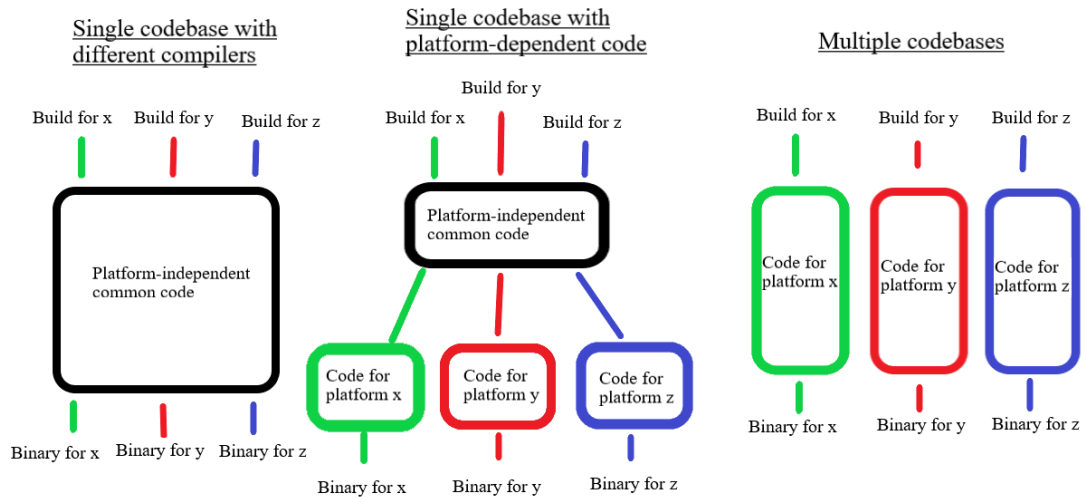 Single codebase with
different compilers
Build for x
Build for y
Build for z
Platform-independent
common code
Binary for x
Binary for y
Binary for z
Single codebase with
platform-dependent code
Build for x
Build for y
Build for z
Platform-independent
common code
Code for
platform x
Code for
platform y
Code for
platform z
Binary for x
Binary for y
Binary for z
Multiple codebases
Build for x
Build for y
Build for z
Code for
platform x
Code for
platform y
Code for
platform z
Binary for x
Binary for y
Binary for z